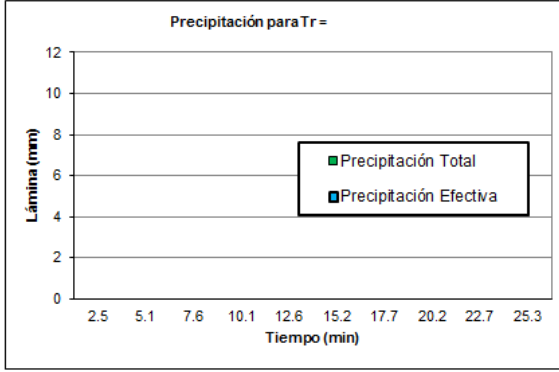 Precipitación para Tr =
12
10
8
6
4
2
0
Lámina (mm)
Precipitación Total
Precipitación Efectiva
2.5 5.1 7.6 10.1 12.6 15.2 17.7 20.2 22.7 25.3
Tiempo (min)